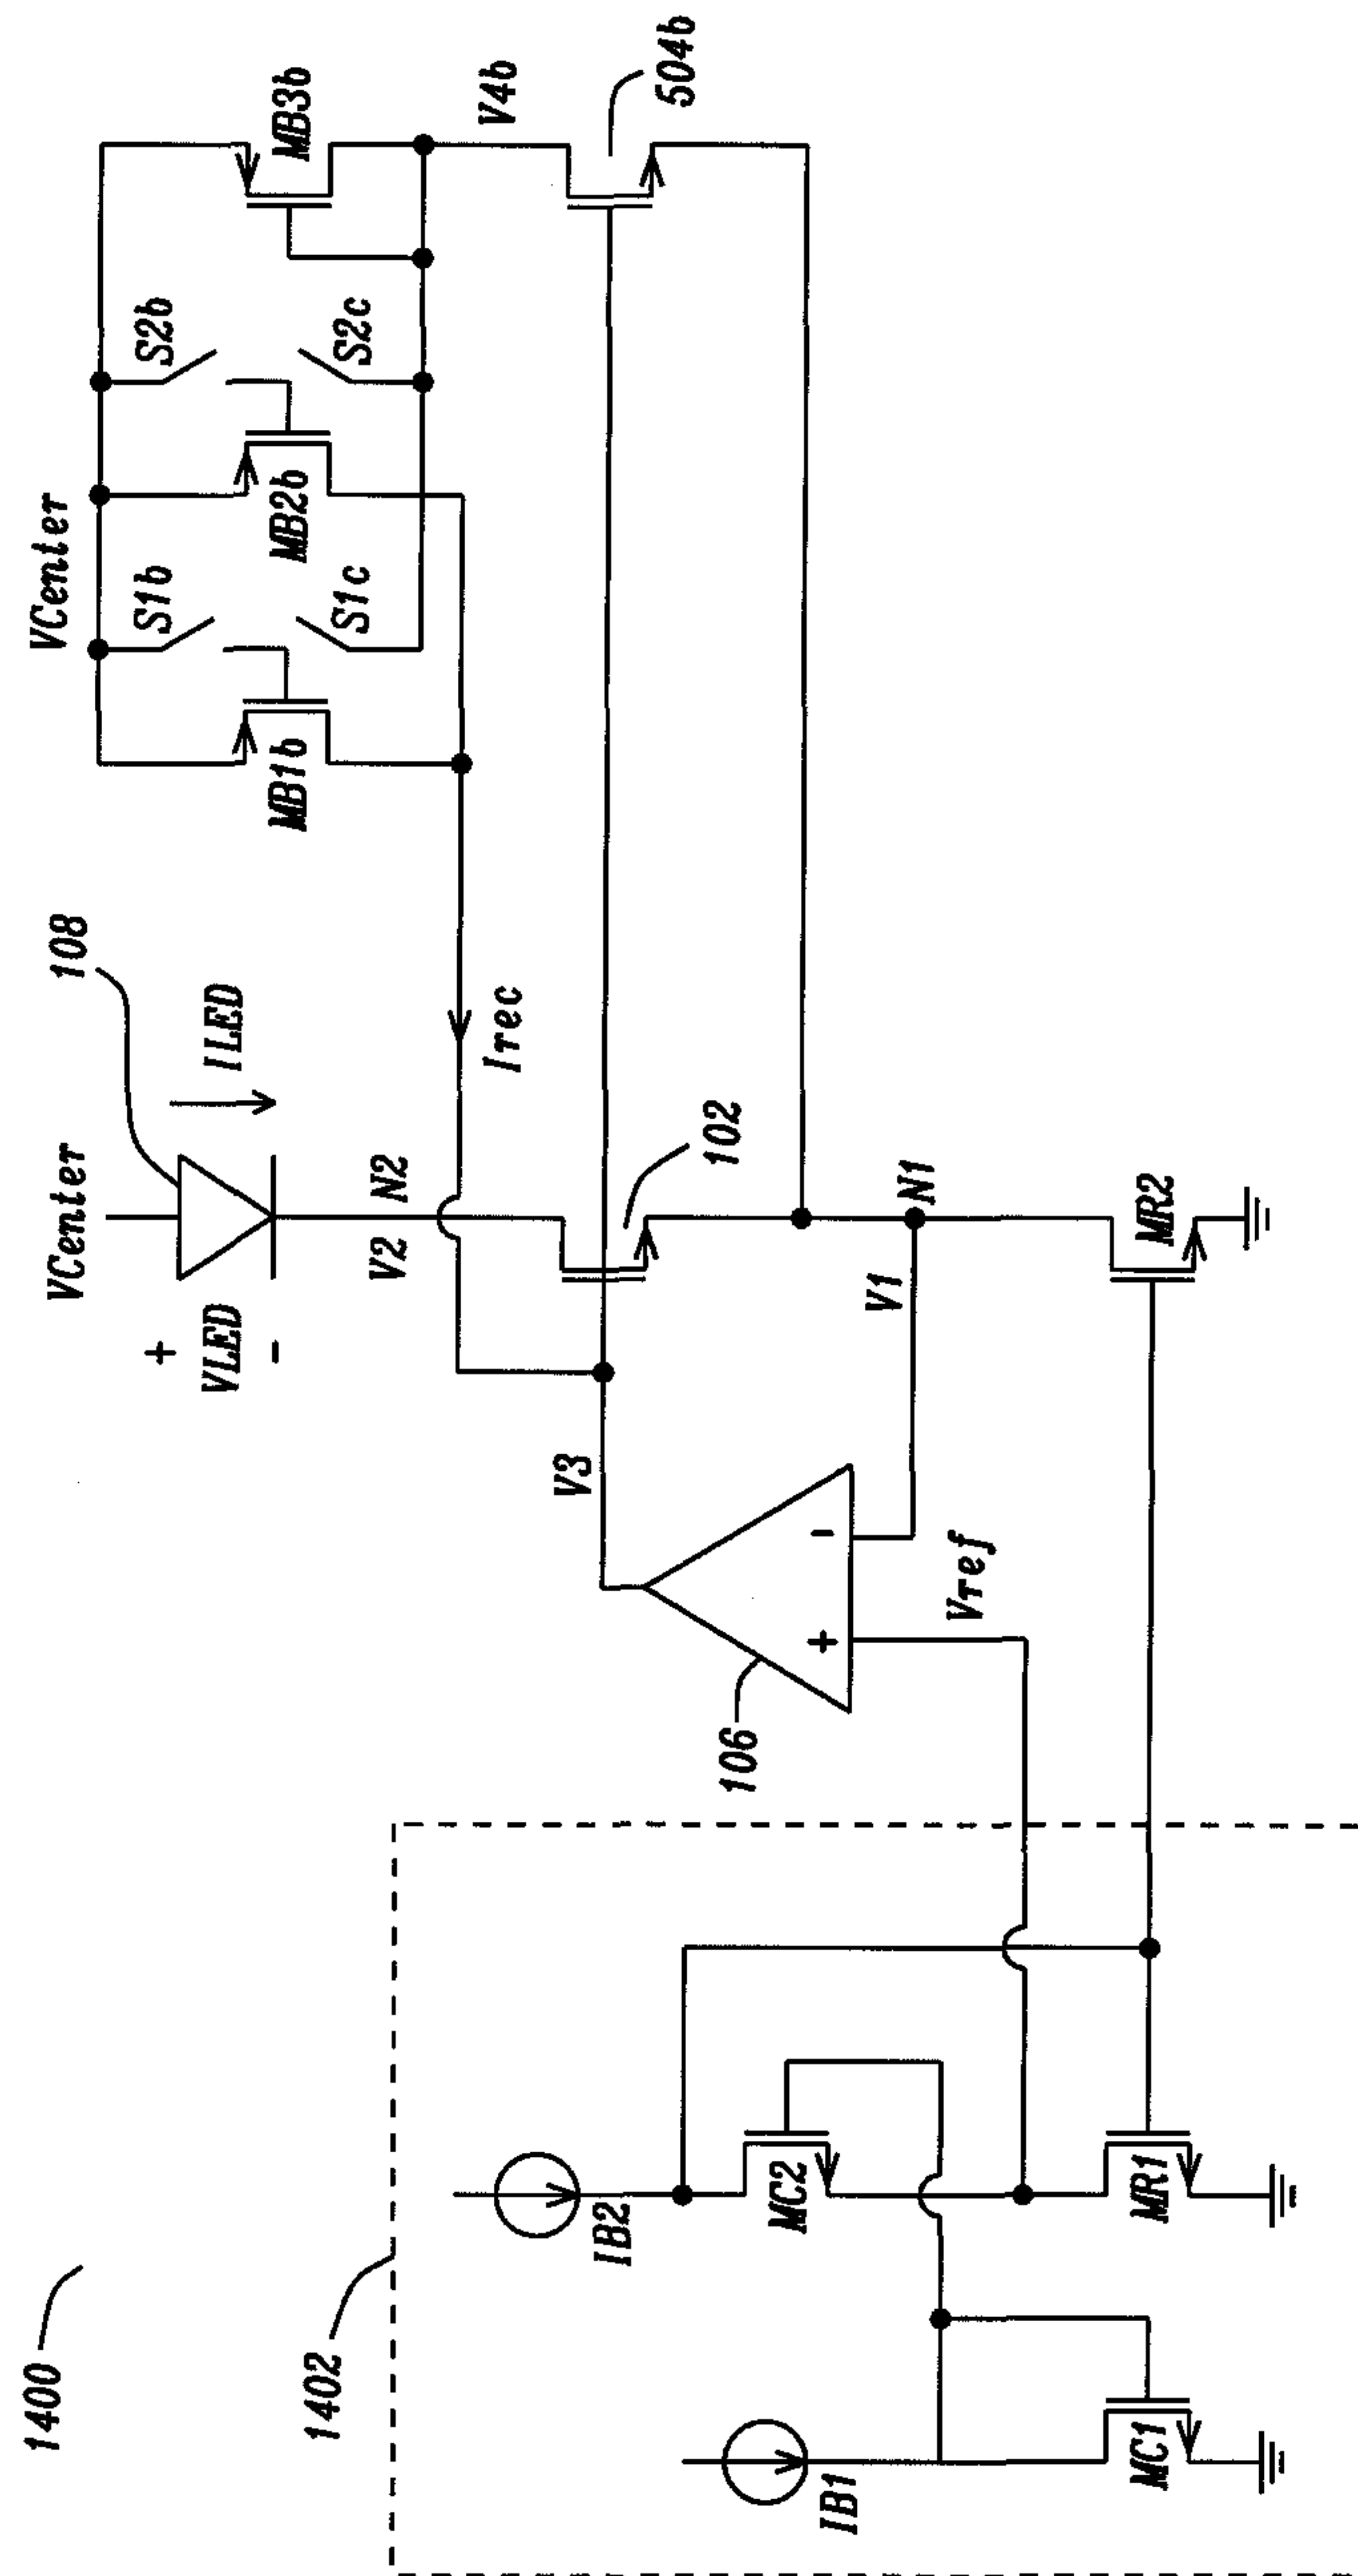 1400
1402
IB1
MC1
IB2
MC2
MR1
106
+
-
Vref
V3
V1
N1
MR2
102
V2
N2
VCenter
+
VLED
-
108
ILED
Irec
VCenter
MB1b
S1b
S1c
MB2b
S2b
S2c
MB3b
V4b
504b